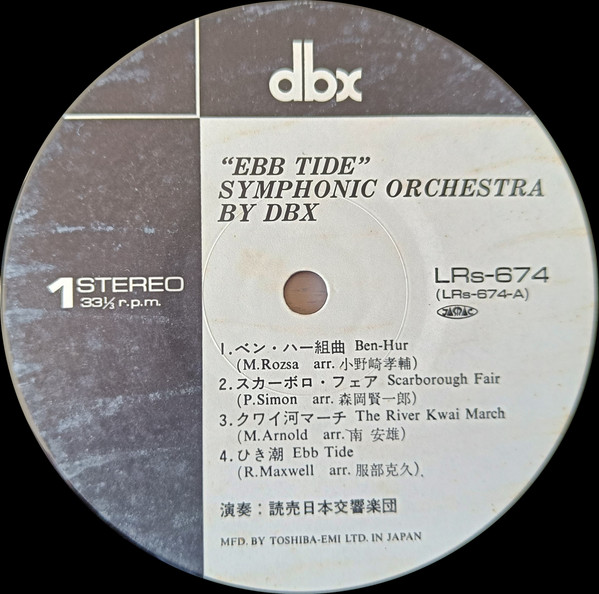 dbx
“EBB TIDE”
SYMPHONIC ORCHESTRA
BY DBX
1 STEREO
33⅓ r.p.m.
LRs-674
(LRs-674-A)
JASRAC
1.ベン・ハー組曲 Ben-Hur
(M.Rozsa arr. 小野崎孝輔)
2.スカーボロ・フェア Scarborough Fair
(P.Simon arr. 森岡賢一郎)
3.クワイ河マーチ The River Kwai March
(M.Arnold arr. 南 安雄)
4.ひき潮 Ebb Tide
(R.Maxwell arr. 服部克久)
演奏：読売日本交響楽団
MFD. BY TOSHIBA-EMI LTD. IN JAPAN